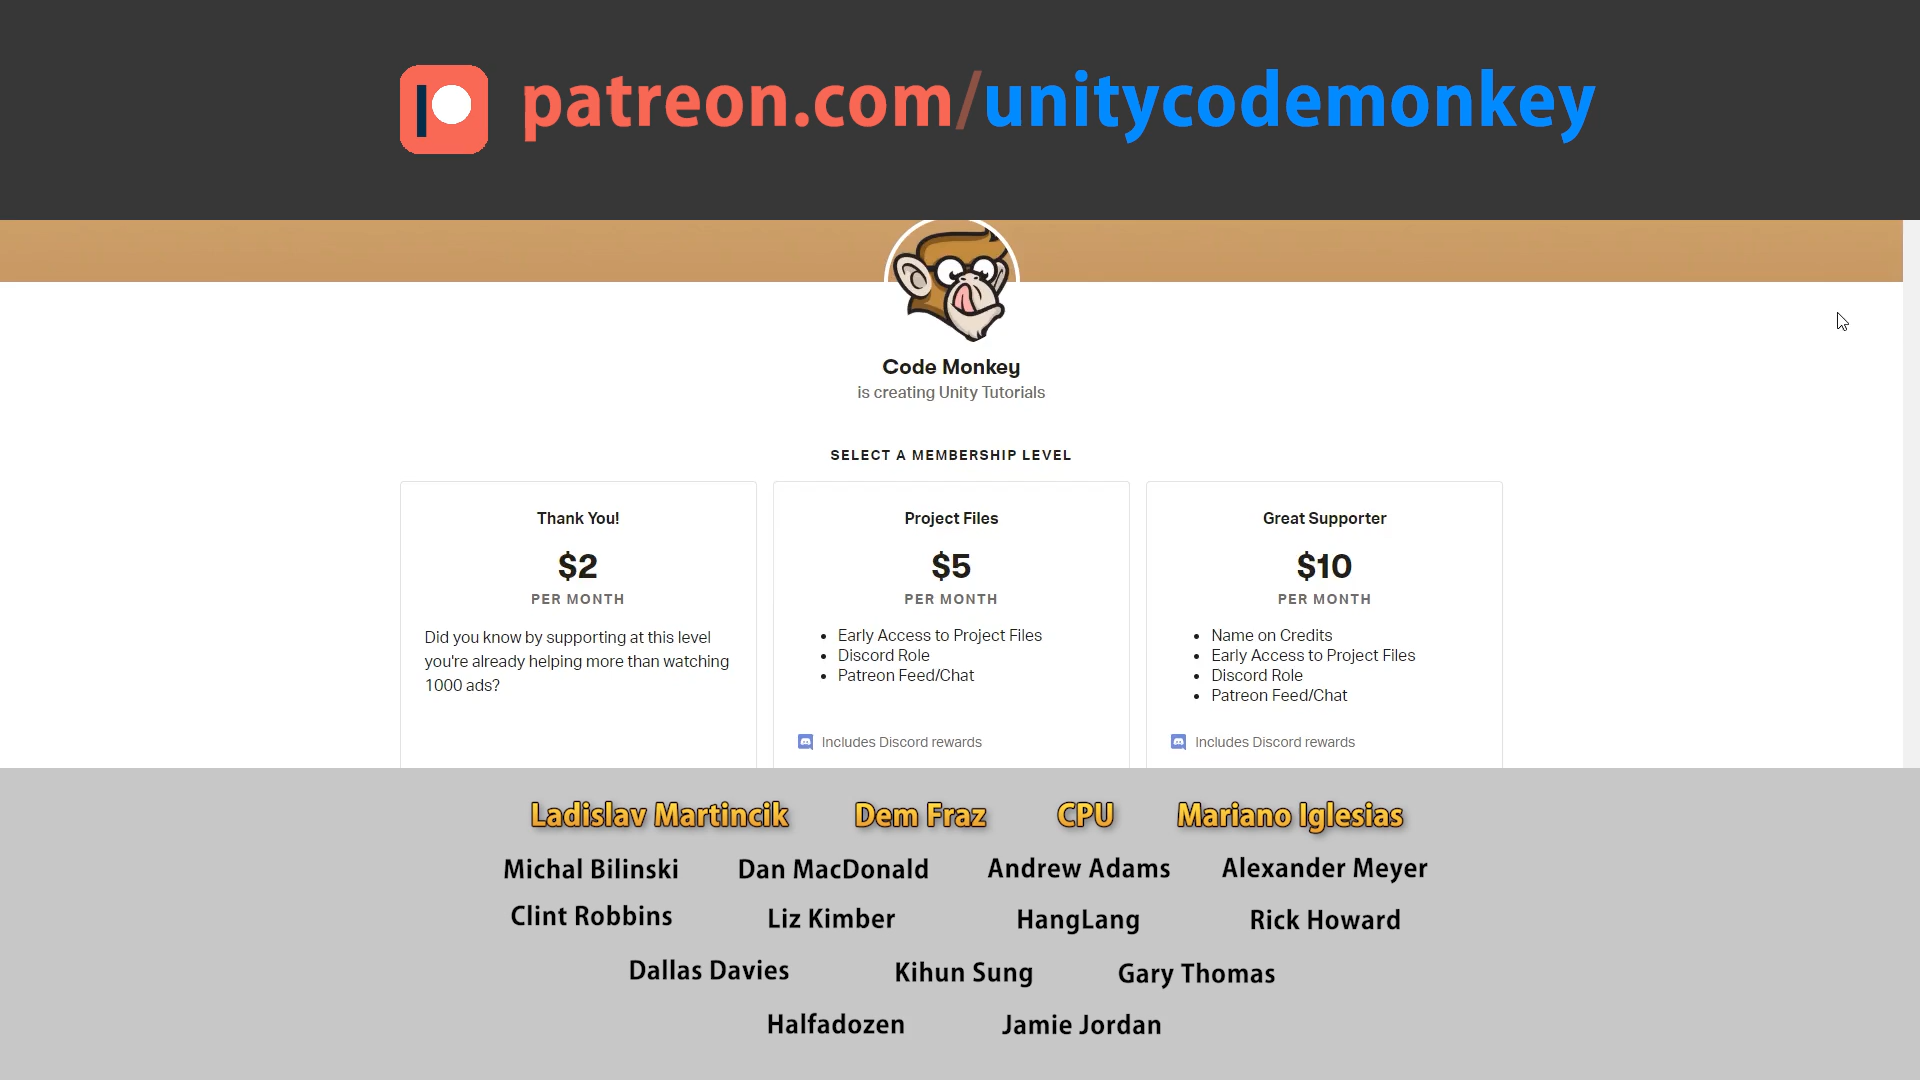 patreon.com/unitycodemonkey
Code Monkey
is creating Unity Tutorials
SELECT A MEMBERSHIP LEVEL
Thank You!
$2
PER MONTH
Did you know by supporting at this level
you're already helping more than watching
1000 ads?
Project Files
$5
PER MONTH
• Early Access to Project Files
• Discord Role
• Patreon Feed/Chat
Includes Discord rewards
Great Supporter
$10
PER MONTH
• Name on Credits
• Early Access to Project Files
• Discord Role
• Patreon Feed/Chat
Includes Discord rewards
Ladislav Martincik Dem Fraz CPU Mariano Iglesias
Michal Bilinski Dan MacDonald Andrew Adams Alexander Meyer
Clint Robbins Liz Kimber HangLang Rick Howard
Dallas Davies Kihun Sung Gary Thomas
Halfadozen Jamie Jordan